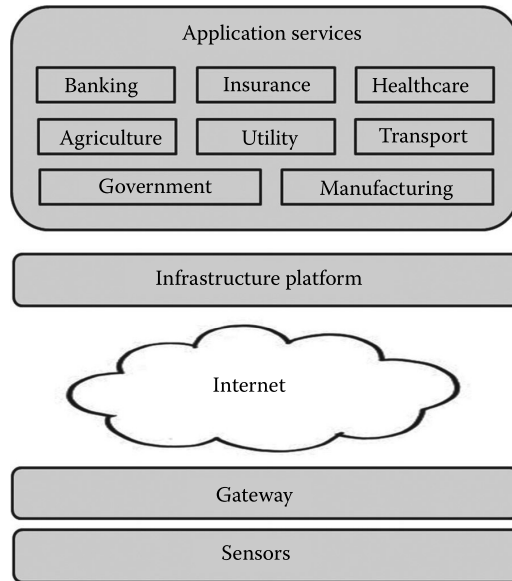 Application services
Banking
Insurance
Healthcare
Agriculture
Utility
Transport
Government
Manufacturing
Infrastructure platform
Internet
Gateway
Sensors